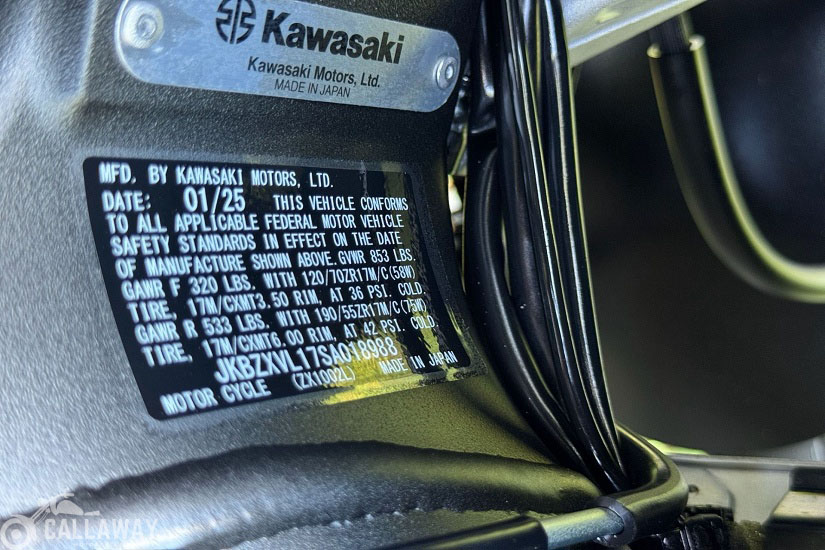 Kawasaki
Kawasaki Motors, Ltd.
MADE IN JAPAN
MFD. BY KAWASAKI MOTORS, LTD.
DATE: 01/25 THIS VEHICLE CONFORMS
TO ALL APPLICABLE FEDERAL MOTOR VEHICLE
SAFETY STANDARDS IN EFFECT ON THE DATE
OF MANUFACTURE SHOWN ABOVE. GVWR 853 LBS.
GAWR F 320 LBS. WITH 120/70ZR17M/C(58W)
TIRE, 17M/CXMT3.50 RIM, AT 36 PSI. COLD.
GAWR R 533 LBS. WITH 190/55ZR17M/C(75W)
TIRE, 17M/CXMT6.00 RIM, AT 42 PSI. COLD.
JKBZXVL17SA018988
MOTOR CYCLE (ZX1002L) MADE IN JAPAN
CALLAWAY